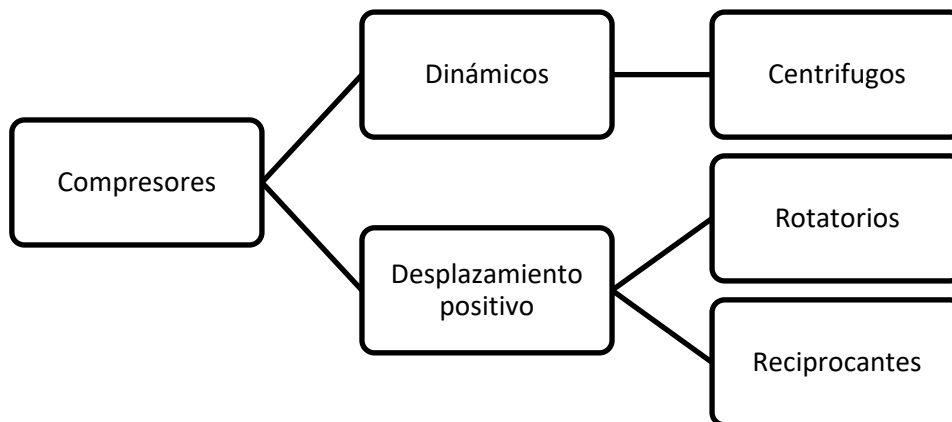 Compresores
Dinámicos
Centrifugos
Desplazamiento
positivo
Rotatorios
Reciprocantes